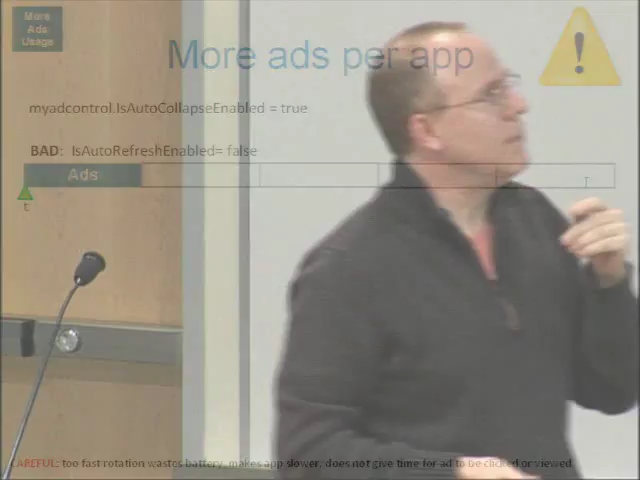 More
Ads
Usage
More ads per app
myadcontrol.IsAutoCollapseEnabled = true
BAD: IsAutoRefreshEnabled= false
Ads
t
CAREFUL: too fast rotation wastes battery, makes app slower, does not give time for ad to be clicked or viewed